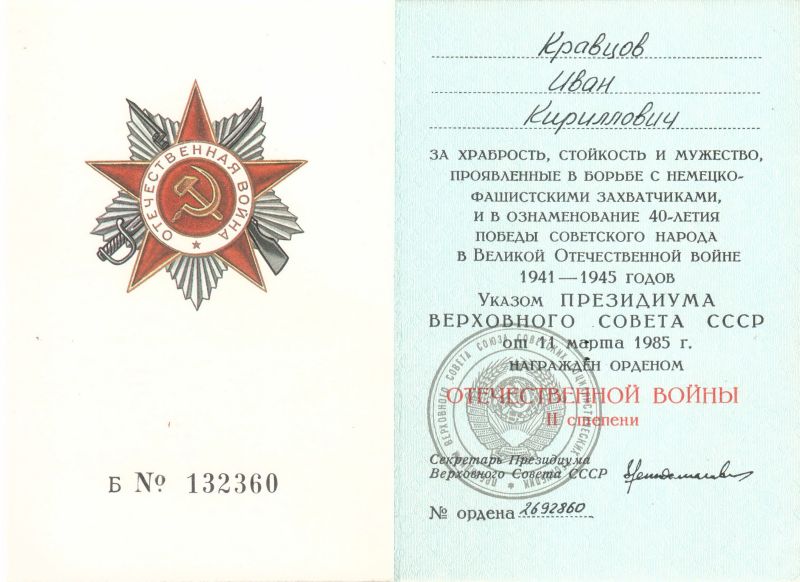 ОТЕЧЕСТВЕННАЯ ВОЙНА
Б № 132360
Кравцов
Иван
Кириллович
ЗА ХРАБРОСТЬ, СТОЙКОСТЬ И МУЖЕСТВО,
ПРОЯВЛЕННЫЕ В БОРЬБЕ С НЕМЕЦКО-
ФАШИСТСКИМИ ЗАХВАТЧИКАМИ,
И В ОЗНАМЕНОВАНИЕ 40-ЛЕТИЯ
ПОБЕДЫ СОВЕТСКОГО НАРОДА
В ВЕЛИКОЙ ОТЕЧЕСТВЕННОЙ ВОЙНЕ
1941—1945 ГОДОВ
УКАЗОМ ПРЕЗИДИУМА
ВЕРХОВНОГО СОВЕТА СССР
от 11 марта 1985 г.
НАГРАЖДЁН ОРДЕНОМ
ОТЕЧЕСТВЕННОЙ ВОЙНЫ
II степени
Секретарь Президиума
Верховного Совета СССР
№ ордена 2692860